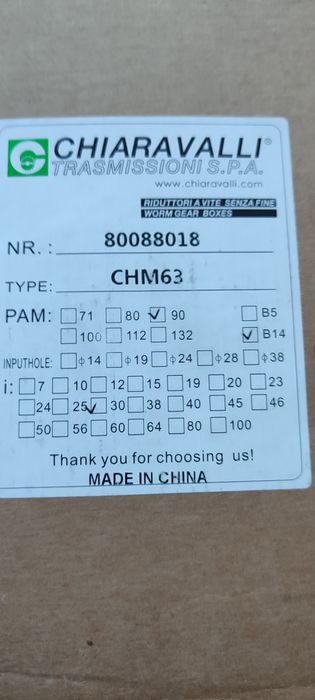 CHIARAVALLI®
TRASMISSIONI S.P.A.
www.chiaravalli.com
RIDUTTORI A VITE SENZA FINE
WORM GEAR BOXES
NR. : 80088018
TYPE: CHM63
PAM: ☐ 71 ☐ 80 ☑ 90 ☐ B5
☐ 100 ☐ 112 ☐ 132 ☑ B14
INPUTHOLE: ☐ ϕ14 ☐ ϕ19 ☐ ϕ24 ☐ ϕ28 ☐ ϕ38
i: ☐ 7 ☐ 10 ☐ 12 ☐ 15 ☐ 19 ☐ 20 ☐ 23
☐ 24 ☐ 25 ☑ 30 ☐ 38 ☐ 40 ☐ 45 ☐ 46
☐ 50 ☐ 56 ☐ 60 ☐ 64 ☐ 80 ☐ 100
Thank you for choosing us!
MADE IN CHINA